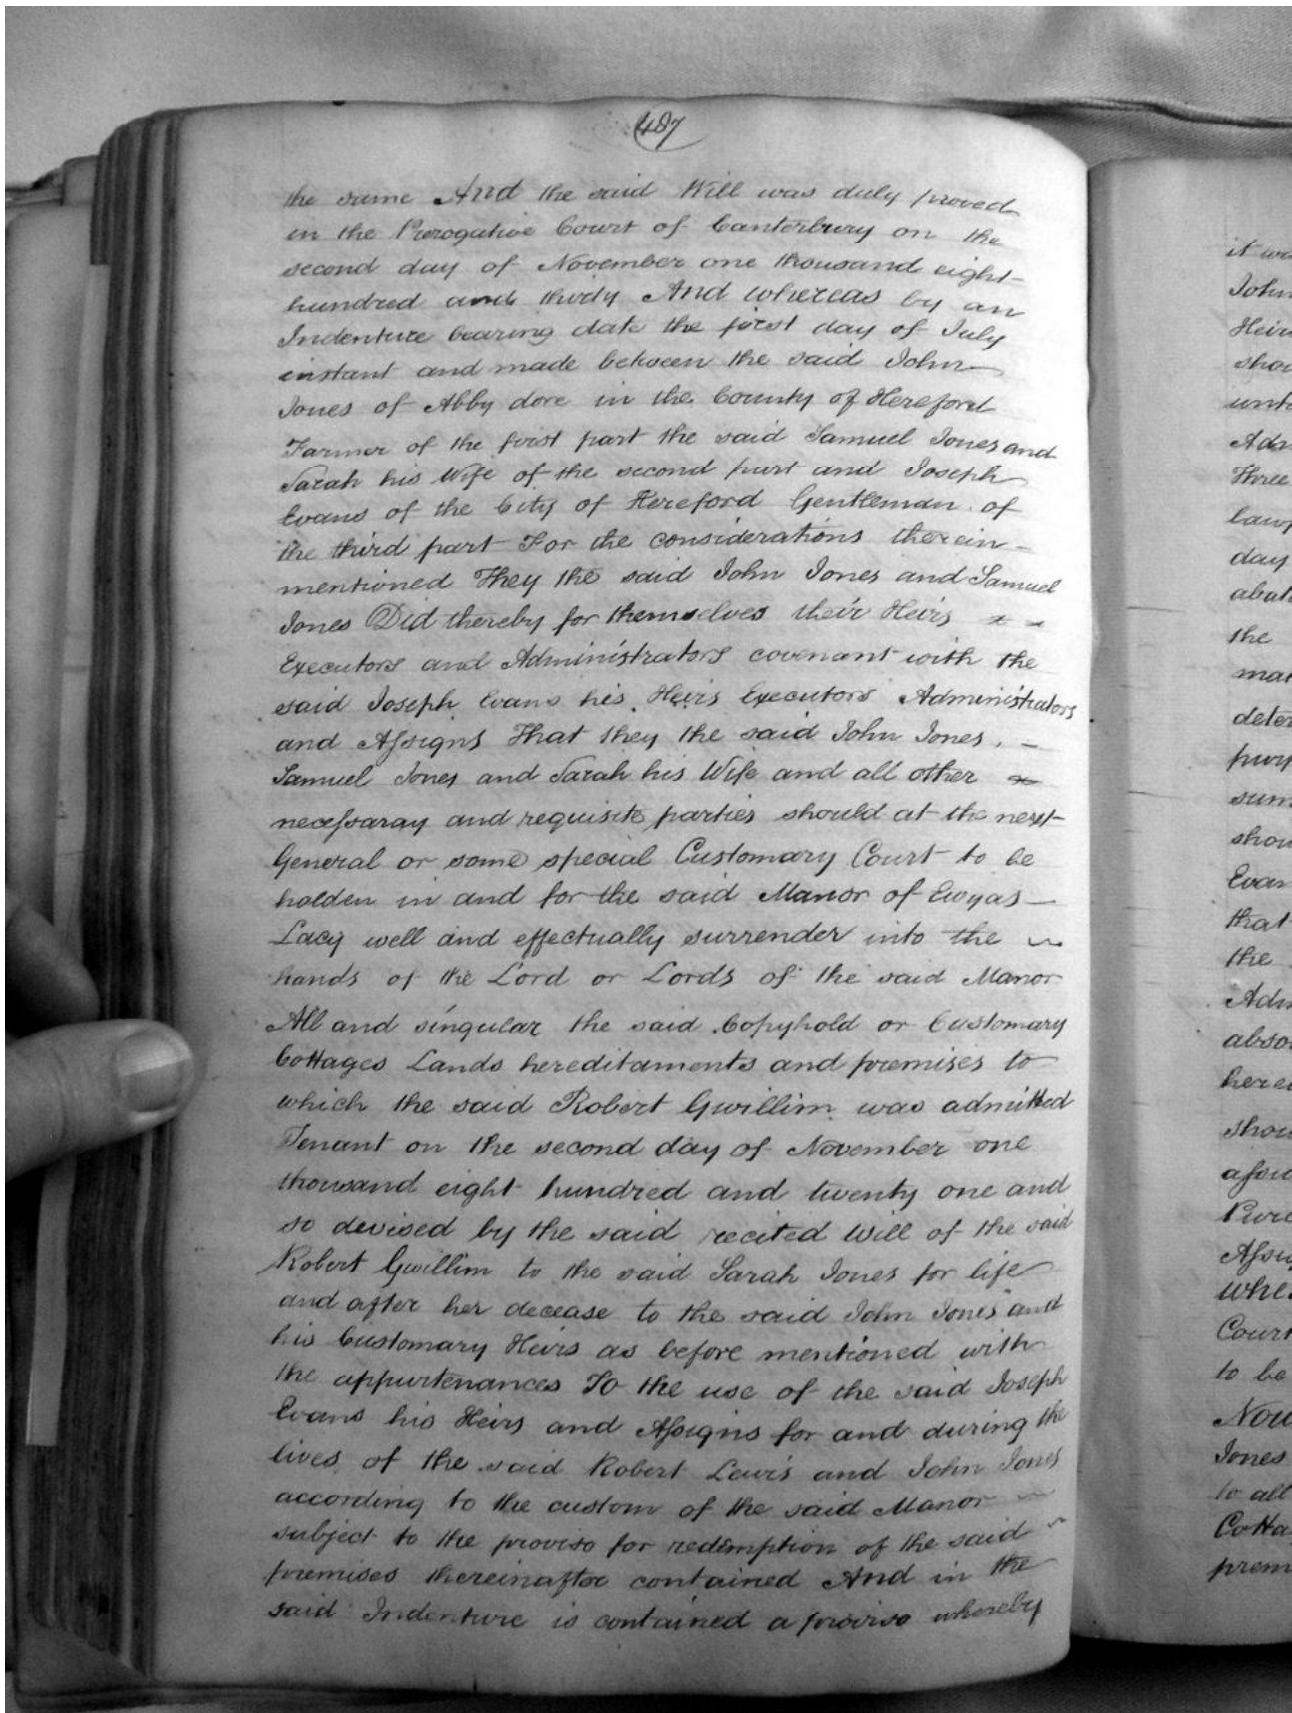 487
the same And the said Will was duly proved
in the Prerogative Court of Canterbury on the
second day of November one thousand eight
hundred and thirty And whereas by an
Indenture bearing date the first day of July
instant and made between the said John
Jones of Abby dore in the County of Hereford
Farmer of the first part the said Samuel Jones and
Sarah his Wife of the second part and Joseph
Evans of the City of Hereford Gentleman of
the third part For the considerations therein
mentioned They the said John Jones and Samuel
Jones Did thereby for themselves their Heirs
Executors and Administrators covenant with the
said Joseph Evans his Heirs Executors Administrators
and Assigns That they the said John Jones.
Samuel Jones and Sarah his Wife and all other
necessaray and requisite parties should at the next
General or some special Customary Court to be
holden in and for the said Manor of Ewyas
Lacy well and effectually surrender into the
hands of the Lord or Lords of the said Manor
All and singular the said Copyhold or Customary
Cottages Lands hereditaments and premises to
which the said Robert Gwillim was admitted
Tenant on the second day of November one
thousand eight hundred and twenty one and
so devised by the said recited Will of the said
Robert Gwillim to the said Sarah Jones for life
and after her decease to the said John Jones and
his Customary Heirs as before mentioned with
the appurtenances To the use of the said Joseph
Evans his Heirs and Assigns for and during the
lives of the said Robert Lewis and John Jones
according to the custom of the said Manor
subject to the proviso for redemption of the said
premises thereinafter contained And in the
said Indenture is contained a proviso whereby
it
John
Three
day
the
that
the
to be
Jones
to all